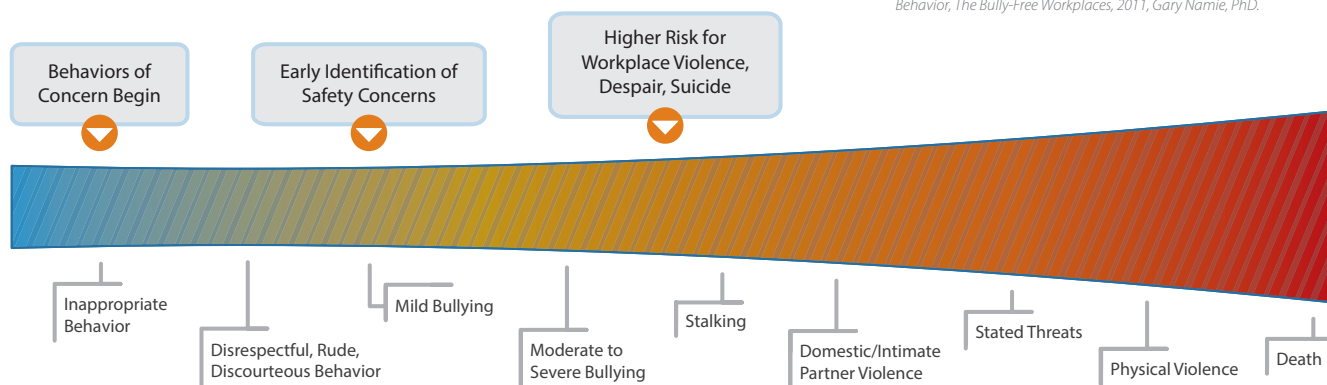 Behavior, The Bully-Free Workplaces, 2011, Gary Namie, PhD.
Behaviors of
Concern Begin
Early Identification of
Safety Concerns
Higher Risk for
Workplace Violence,
Despair, Suicide
Inappropriate
Behavior
Disrespectful, Rude,
Discourteous Behavior
Mild Bullying
Moderate to
Severe Bullying
Stalking
Domestic/Intimate
Partner Violence
Stated Threats
Physical Violence
Death